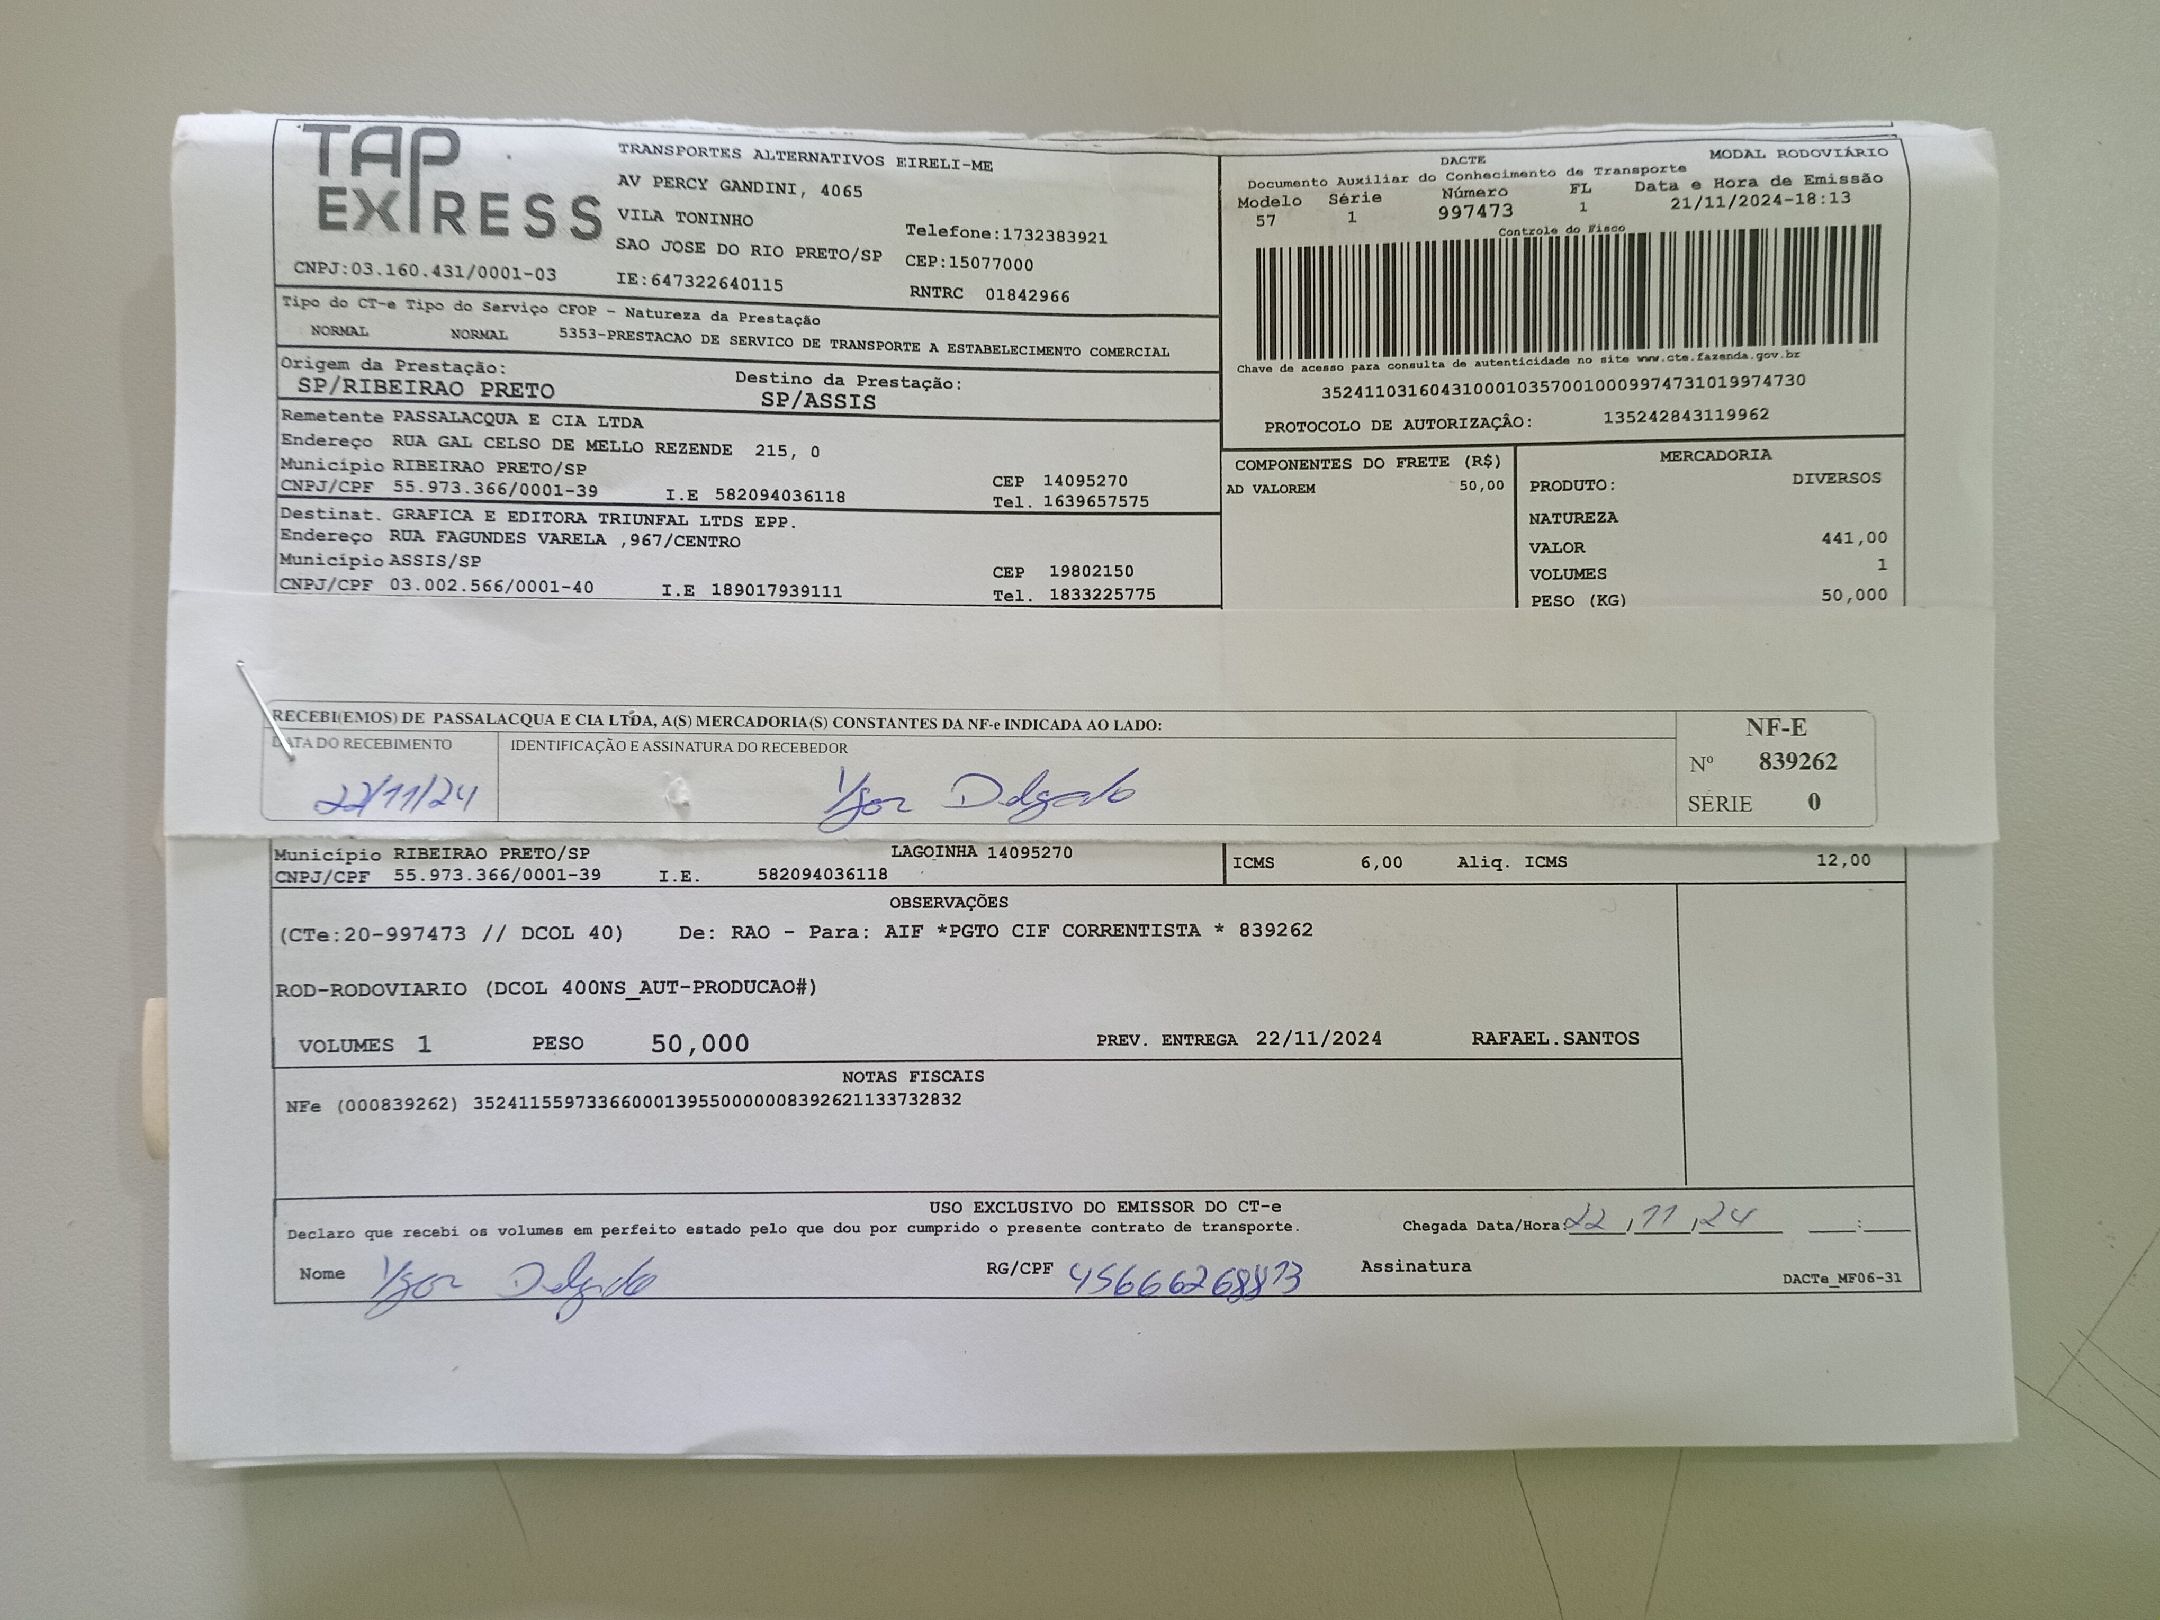 TAP EXPRESS
TRANSPORTES ALTERNATIVOS EIRELI-ME
AV PERCY GANDINI, 4065
VILA TONINHO
SAO JOSE DO RIO PRETO/SP
IE:647322640115
Telefone:1732383921
CEP:15077000
RNTRC 01842966
CNPJ:03.160.431/0001-03
DACTE MODAL RODOVIÁRIO
Documento Auxiliar do Conhecimento de Transporte
Modelo Série Número FL Data e Hora de Emissão
57 1 997473 1 21/11/2024-18:13
Controle do Fisco
Chave de acesso para consulta de autenticidade no site www.cte.fazenda.gov.br
35241103160431000103570010009974731019974730
PROTOCOLO DE AUTORIZAÇÃO: 135242843119962
Tipo do CT-e Tipo do Serviço CFOP - Natureza da Prestação
NORMAL NORMAL 5353-PRESTACAO DE SERVICO DE TRANSPORTE A ESTABELECIMENTO COMERCIAL
Origem da Prestação: Destino da Prestação:
SP/RIBEIRAO PRETO SP/ASSIS
Remetente PASSALACQUA E CIA LTDA
Endereço RUA GAL CELSO DE MELLO REZENDE 215, 0
Município RIBEIRAO PRETO/SP CEP 14095270
CNPJ/CPF 55.973.366/0001-39 I.E 582094036118 Tel. 1639657575
Destinat. GRAFICA E EDITORA TRIUNFAL LTDS EPP.
Endereço RUA FAGUNDES VARELA ,967/CENTRO
Município ASSIS/SP CEP 19802150
CNPJ/CPF 03.002.566/0001-40 I.E 189017939111 Tel. 1833225775
COMPONENTES DO FRETE (R$)
AD VALOREM 50,00
MERCADORIA
PRODUTO: DIVERSOS
NATUREZA
VALOR 441,00
VOLUMES 1
PESO (KG) 50,000
RECEBI(EMOS) DE PASSALACQUA E CIA LTDA, A(S) MERCADORIA(S) CONSTANTES DA NF-e INDICADA AO LADO:
DATA DO RECEBIMENTO IDENTIFICAÇÃO E ASSINATURA DO RECEBEDOR
22/11/24 Ygor Delgado
NF-E
Nº 839262
SÉRIE 0
Município RIBEIRAO PRETO/SP LAGOINHA 14095270
CNPJ/CPF 55.973.366/0001-39 I.E. 582094036118
ICMS 6,00 Aliq. ICMS 12,00
OBSERVAÇÕES
(CTe:20-997473 // DCOL 40) De: RAO - Para: AIF *PGTO CIF CORRENTISTA * 839262
ROD-RODOVIARIO (DCOL 400NS_AUT-PRODUCAO#)
VOLUMES 1 PESO 50,000 PREV. ENTREGA 22/11/2024 RAFAEL.SANTOS
NOTAS FISCAIS
NFe (000839262) 35241155973366000139550000008392621133732832
USO EXCLUSIVO DO EMISSOR DO CT-e
Declaro que recebi os volumes em perfeito estado pelo que dou por cumprido o presente contrato de transporte. Chegada Data/Hora: 22/11/24 __:__
Nome Ygor Delgado RG/CPF 45666268873 Assinatura
DACTe_MF06-31